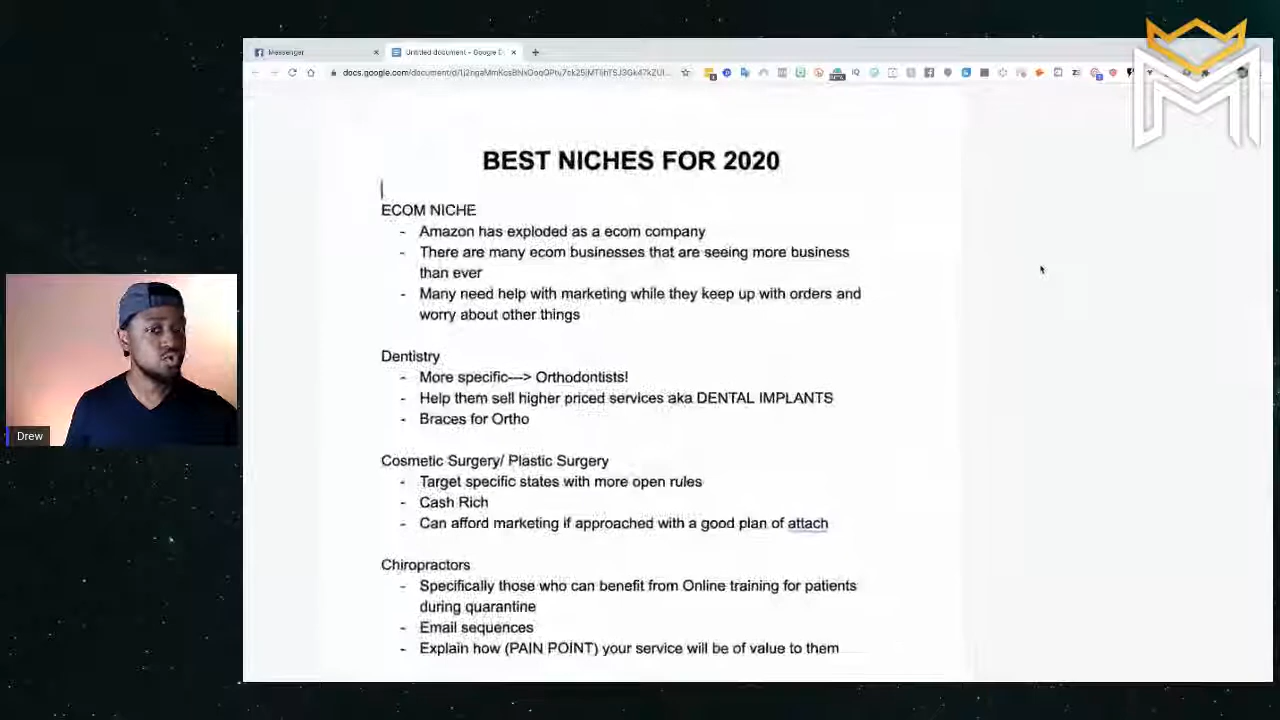 Messenger
Untitled document - Google D
BEST NICHES FOR 2020
ECOM NICHE
- Amazon has exploded as a ecom company
- There are many ecom businesses that are seeing more business
than ever
- Many need help with marketing while they keep up with orders and
worry about other things
Dentistry
- More specific---> Orthodontists!
- Help them sell higher priced services aka DENTAL IMPLANTS
- Braces for Ortho
Cosmetic Surgery/ Plastic Surgery
- Target specific states with more open rules
- Cash Rich
- Can afford marketing if approached with a good plan of attach
Chiropractors
- Specifically those who can benefit from Online training for patients
during quarantine
- Email sequences
- Explain how (PAIN POINT) your service will be of value to them
Drew